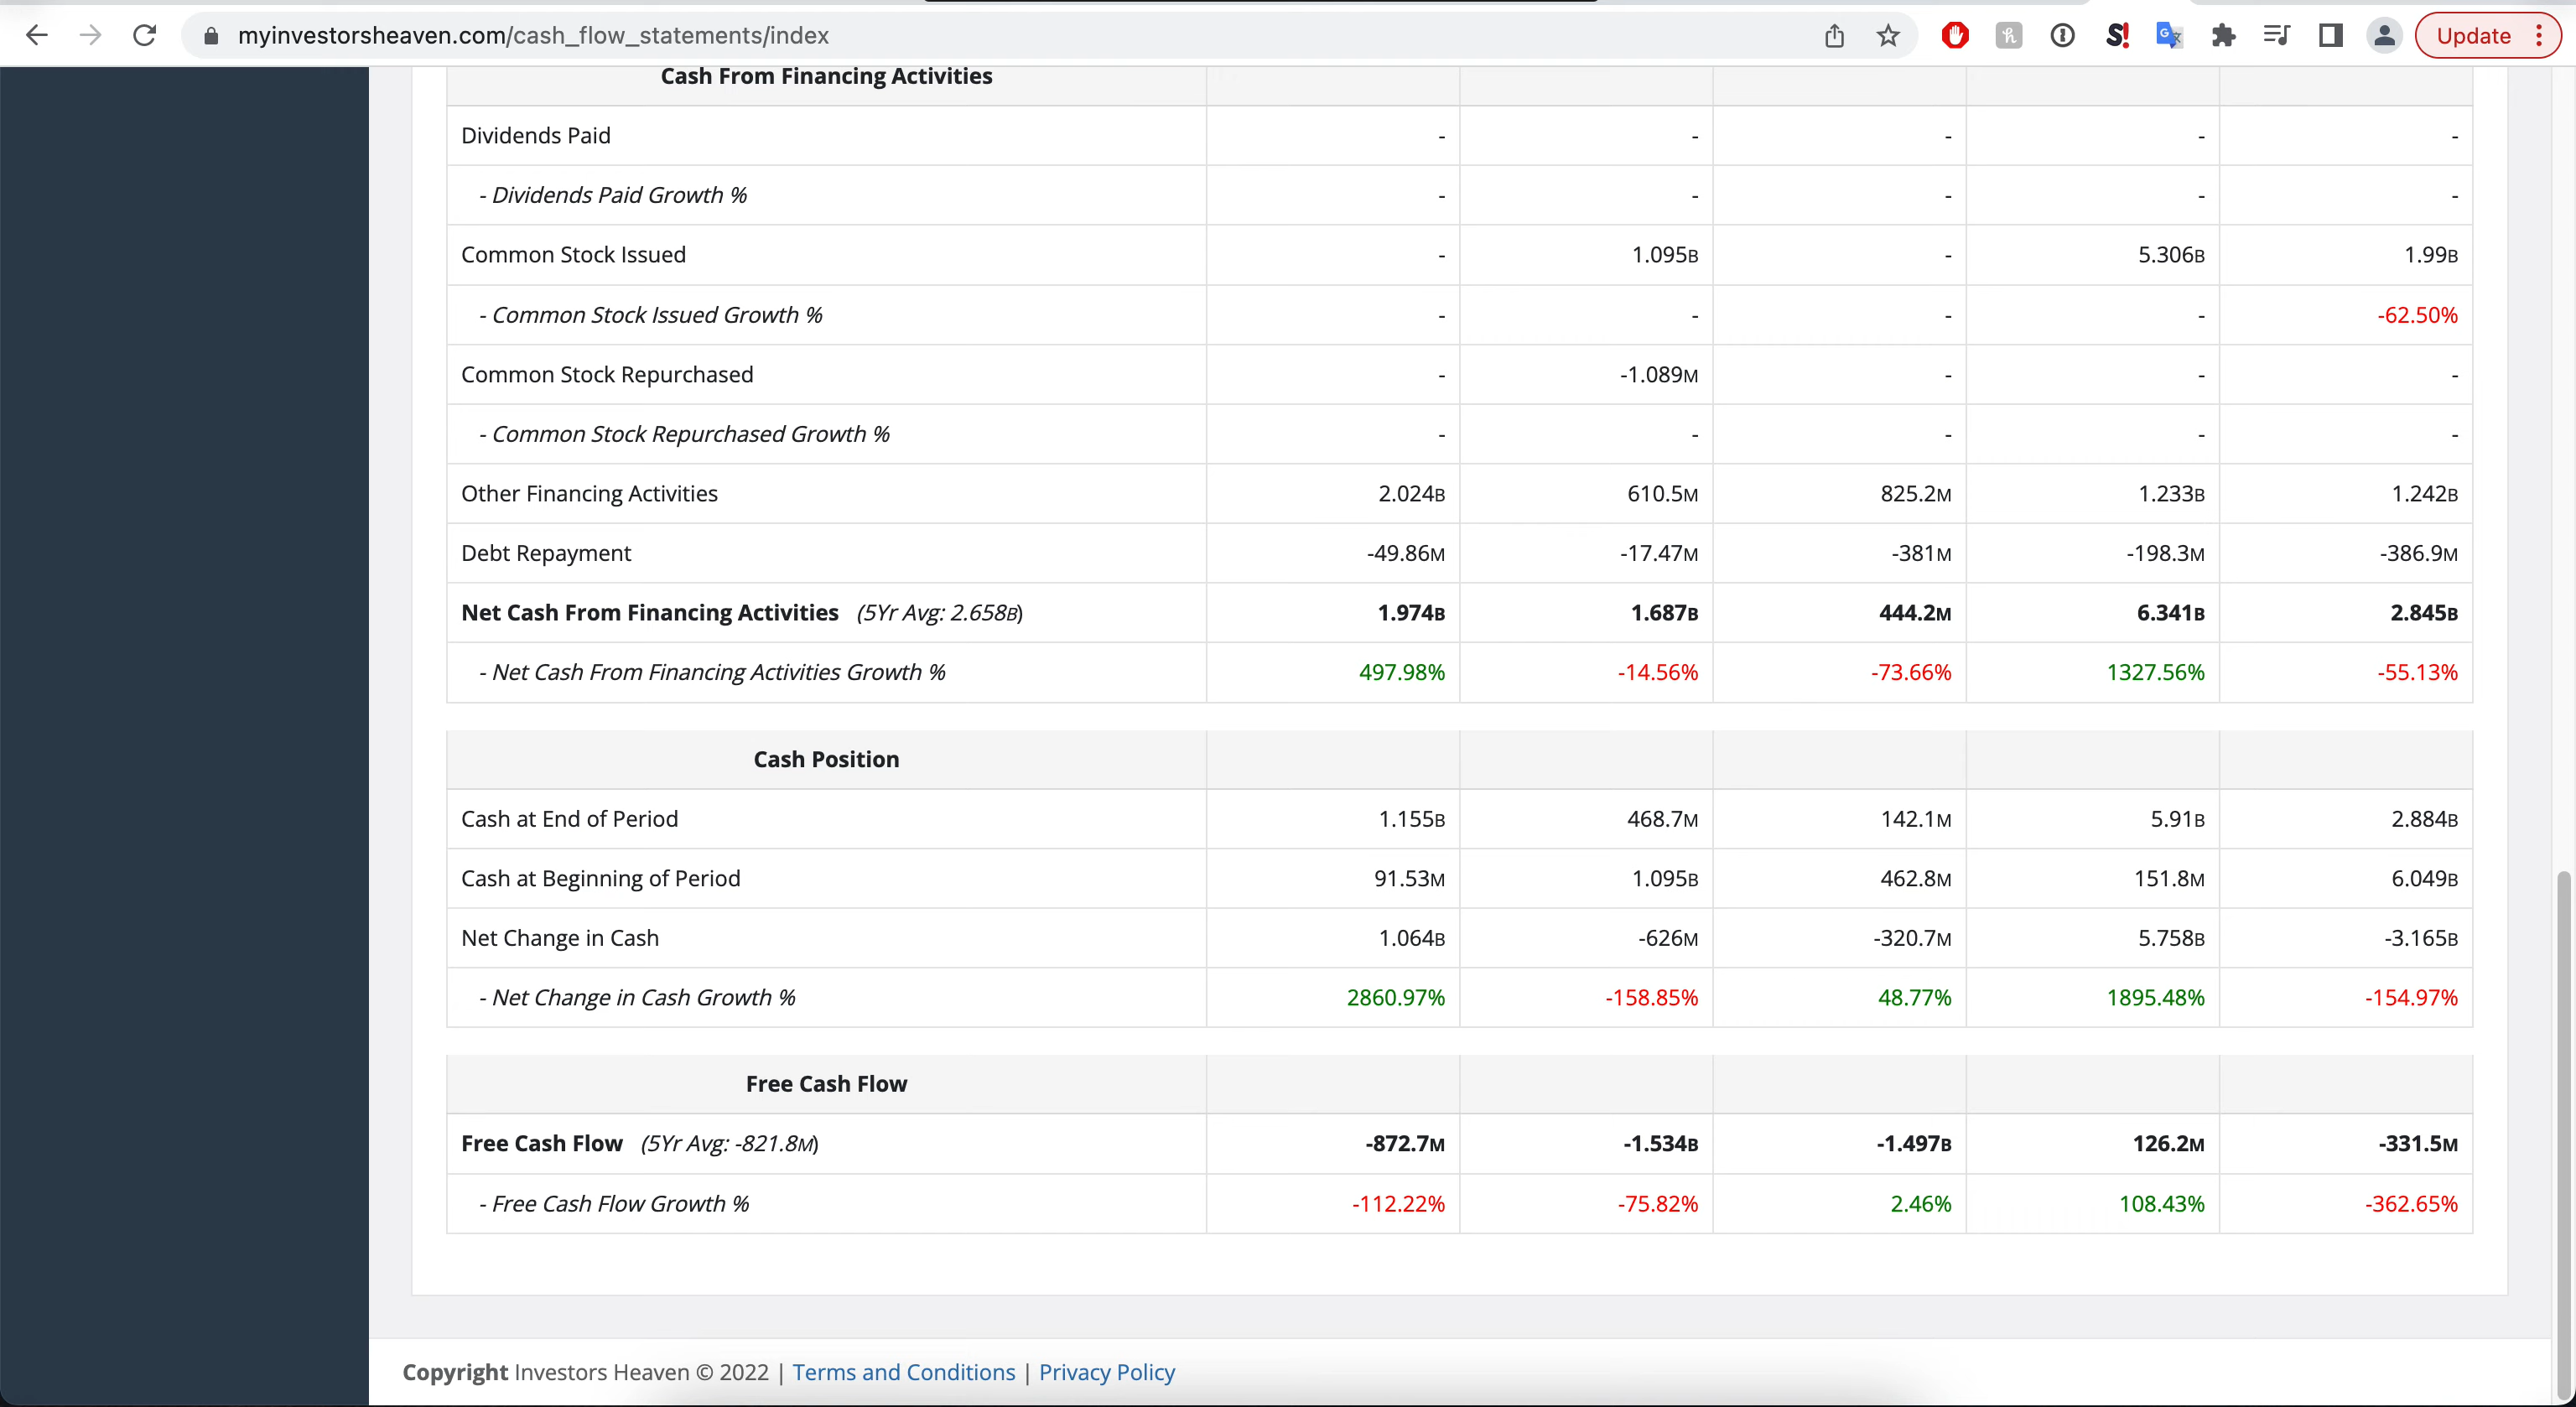 myinvestorsheaven.com/cash_flow_statements/index Update
Cash From Financing Activities
Dividends Paid - - - - -
- Dividends Paid Growth % - - - - -
Common Stock Issued - 1.095B - 5.306B 1.99B
- Common Stock Issued Growth % - - - - -62.50%
Common Stock Repurchased - -1.089M - - -
- Common Stock Repurchased Growth % - - - - -
Other Financing Activities 2.024B 610.5M 825.2M 1.233B 1.242B
Debt Repayment -49.86M -17.47M -381M -198.3M -386.9M
Net Cash From Financing Activities (5Yr Avg: 2.658B) 1.974B 1.687B 444.2M 6.341B 2.845B
- Net Cash From Financing Activities Growth % 497.98% -14.56% -73.66% 1327.56% -55.13%
Cash Position
Cash at End of Period 1.155B 468.7M 142.1M 5.91B 2.884B
Cash at Beginning of Period 91.53M 1.095B 462.8M 151.8M 6.049B
Net Change in Cash 1.064B -626M -320.7M 5.758B -3.165B
- Net Change in Cash Growth % 2860.97% -158.85% 48.77% 1895.48% -154.97%
Free Cash Flow
Free Cash Flow (5Yr Avg: -821.8M) -872.7M -1.534B -1.497B 126.2M -331.5M
- Free Cash Flow Growth % -112.22% -75.82% 2.46% 108.43% -362.65%
Copyright Investors Heaven © 2022 | Terms and Conditions | Privacy Policy